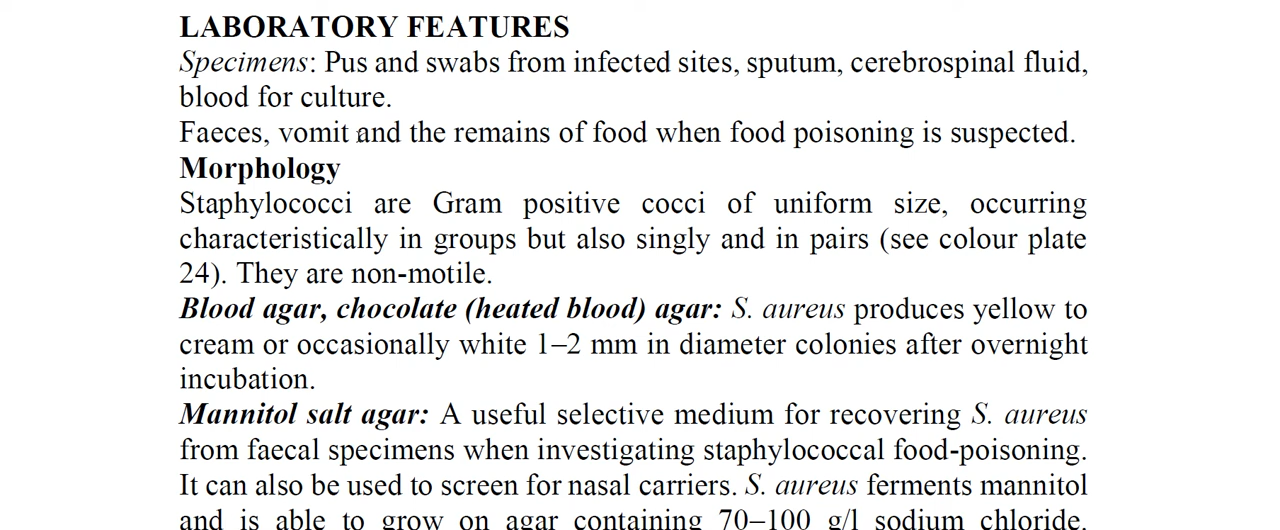 LABORATORY FEATURES
Specimens: Pus and swabs from infected sites, sputum, cerebrospinal fluid,
blood for culture.
Faeces, vomit and the remains of food when food poisoning is suspected.
Morphology
Staphylococci are Gram positive cocci of uniform size, occurring
characteristically in groups but also singly and in pairs (see colour plate
24). They are non-motile.
Blood agar, chocolate (heated blood) agar: S. aureus produces yellow to
cream or occasionally white 1–2 mm in diameter colonies after overnight
incubation.
Mannitol salt agar: A useful selective medium for recovering S. aureus
from faecal specimens when investigating staphylococcal food-poisoning.
It can also be used to screen for nasal carriers. S. aureus ferments mannitol
and is able to grow on agar containing 70–100 g/l sodium chloride.